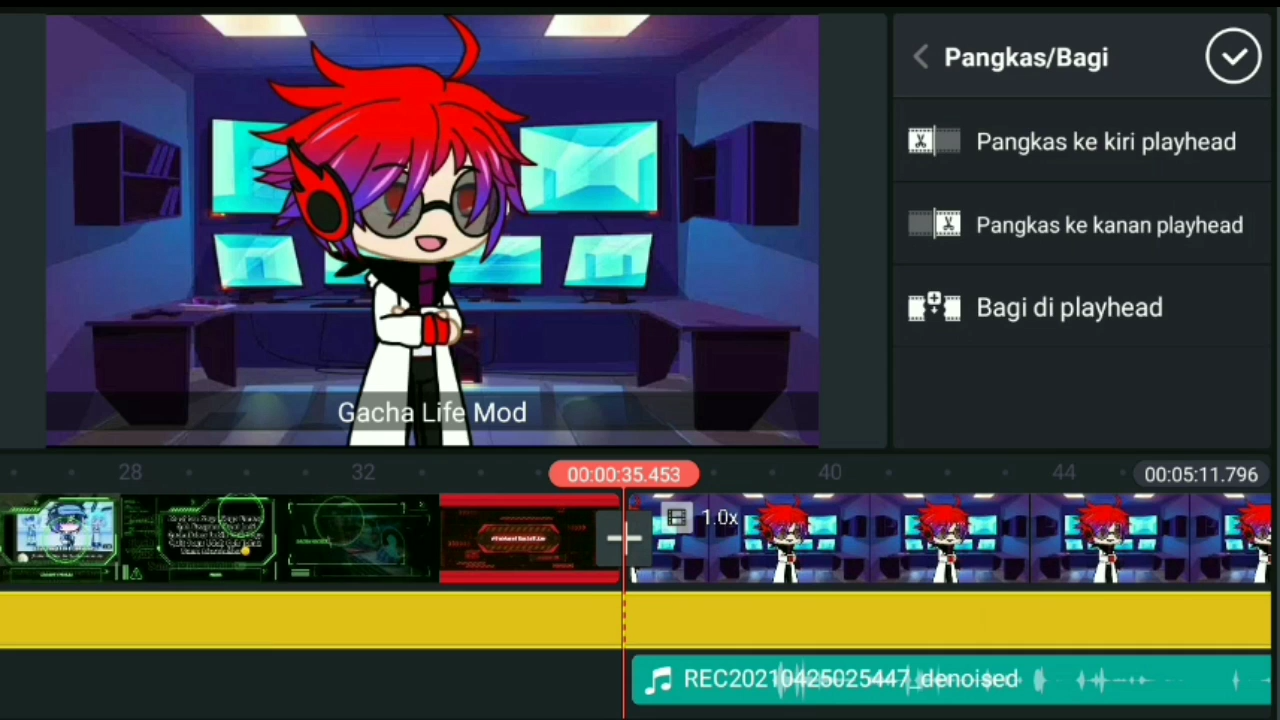 Pangkas/Bagi
Pangkas ke kiri playhead
Pangkas ke kanan playhead
Bagi di playhead
Gacha Life Mod
28
32
00:00:35.453
40
44
00:05:11.796
1.0x
REC20210425025447_denoised